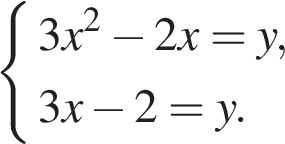 3x² − 2x = y,
3x − 2 = y.